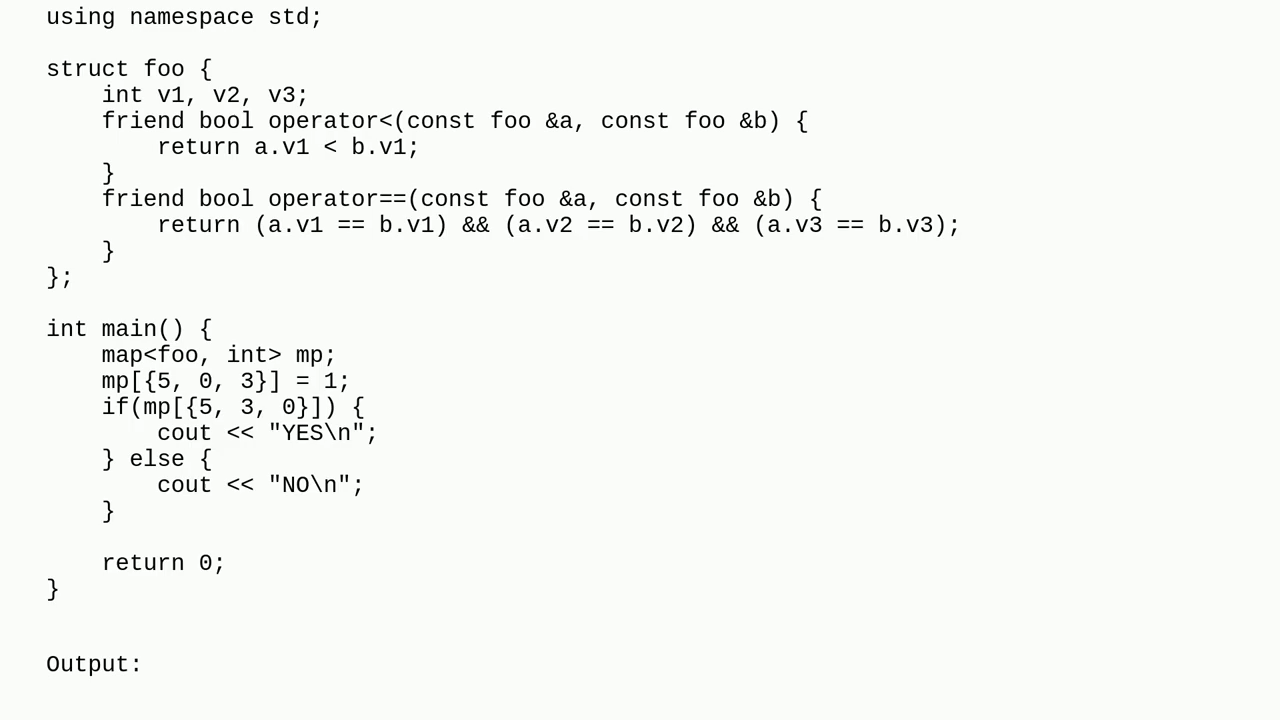 using namespace std;

struct foo {
    int v1, v2, v3;
    friend bool operator<(const foo &a, const foo &b) {
        return a.v1 < b.v1;
    }
    friend bool operator==(const foo &a, const foo &b) {
        return (a.v1 == b.v1) && (a.v2 == b.v2) && (a.v3 == b.v3);
    }
};

int main() {
    map<foo, int> mp;
    mp[{5, 0, 3}] = 1;
    if(mp[{5, 3, 0}]) {
        cout << "YES\n";
    } else {
        cout << "NO\n";
    }

    return 0;
}

Output: